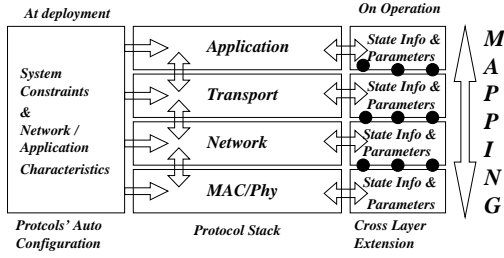 At deployment
On Operation
System
Constraints
&
Network /
Application
Characteristics
Application
Transport
Network
MAC/Phy
State Info &
Parameters
State Info &
Parameters
State Info &
Parameters
State Info &
Parameters
M
A
P
P
I
N
G
Protcols' Auto
Configuration
Protocol Stack
Cross Layer
Extension